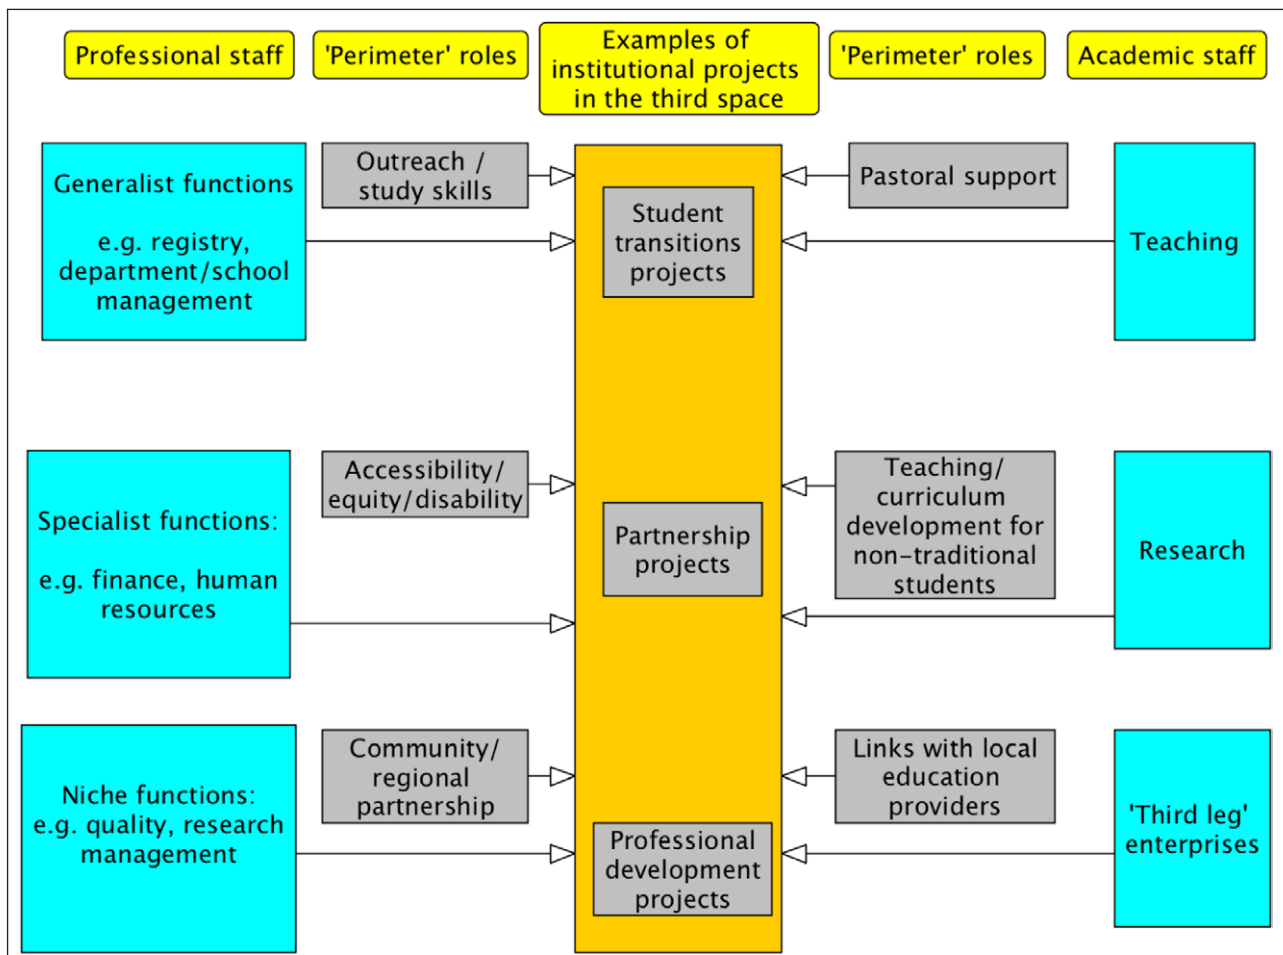 Professional staff
'Perimeter' roles
Examples of
institutional projects
in the third space
'Perimeter' roles
Academic staff
Generalist functions
e.g. registry,
department/school
management
Outreach /
study skills
Student
transitions
projects
Pastoral support
Teaching
Specialist functions:
e.g. finance, human
resources
Accessibility/
equity/disability
Partnership
projects
Teaching/
curriculum
development for
non-traditional
students
Research
Niche functions:
e.g. quality, research
management
Community/
regional
partnership
Professional
development
projects
Links with local
education
providers
'Third leg'
enterprises